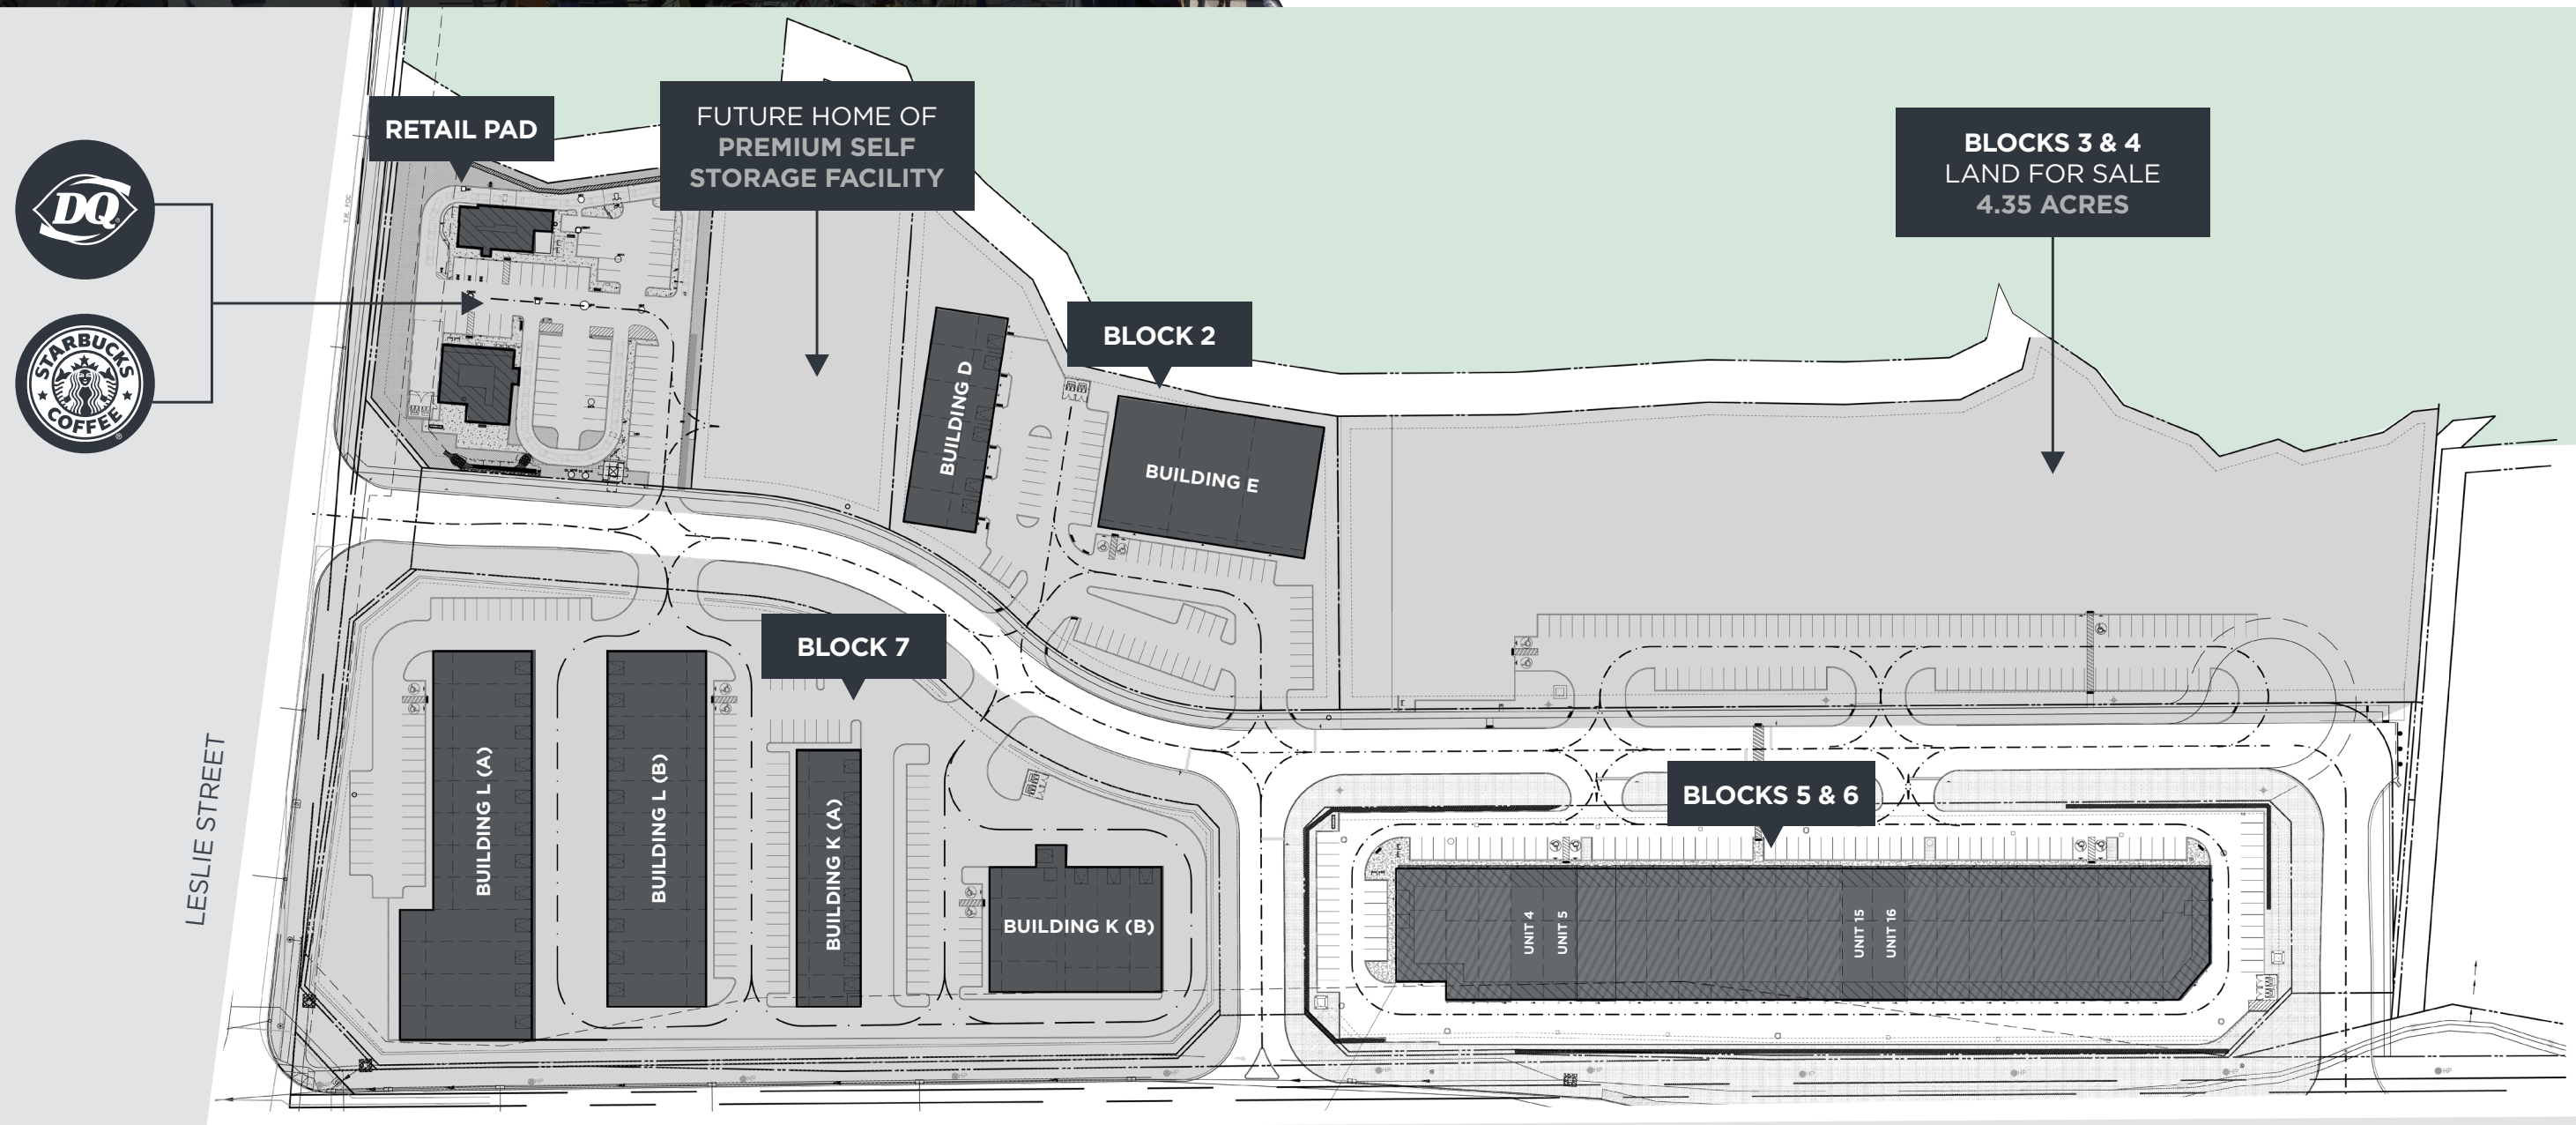 RETAIL PAD
FUTURE HOME OF
PREMIUM SELF
STORAGE FACILITY
BLOCKS 3 & 4
LAND FOR SALE
4.35 ACRES
DQ
STARBUCKS
COFFEE
BLOCK 2
BUILDING D
BUILDING E
BLOCK 7
BUILDING L (A)
BUILDING L (B)
BUILDING K (A)
BUILDING K (B)
BLOCKS 5 & 6
UNIT 4
UNIT 5
UNIT 15
UNIT 16
LESLIE STREET